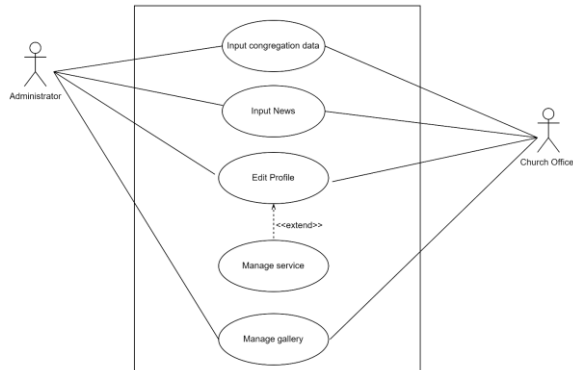 Input congregation data
Administrator
Input News
Church Office
Edit Profile
<<extend>>
Manage service
Manage gallery